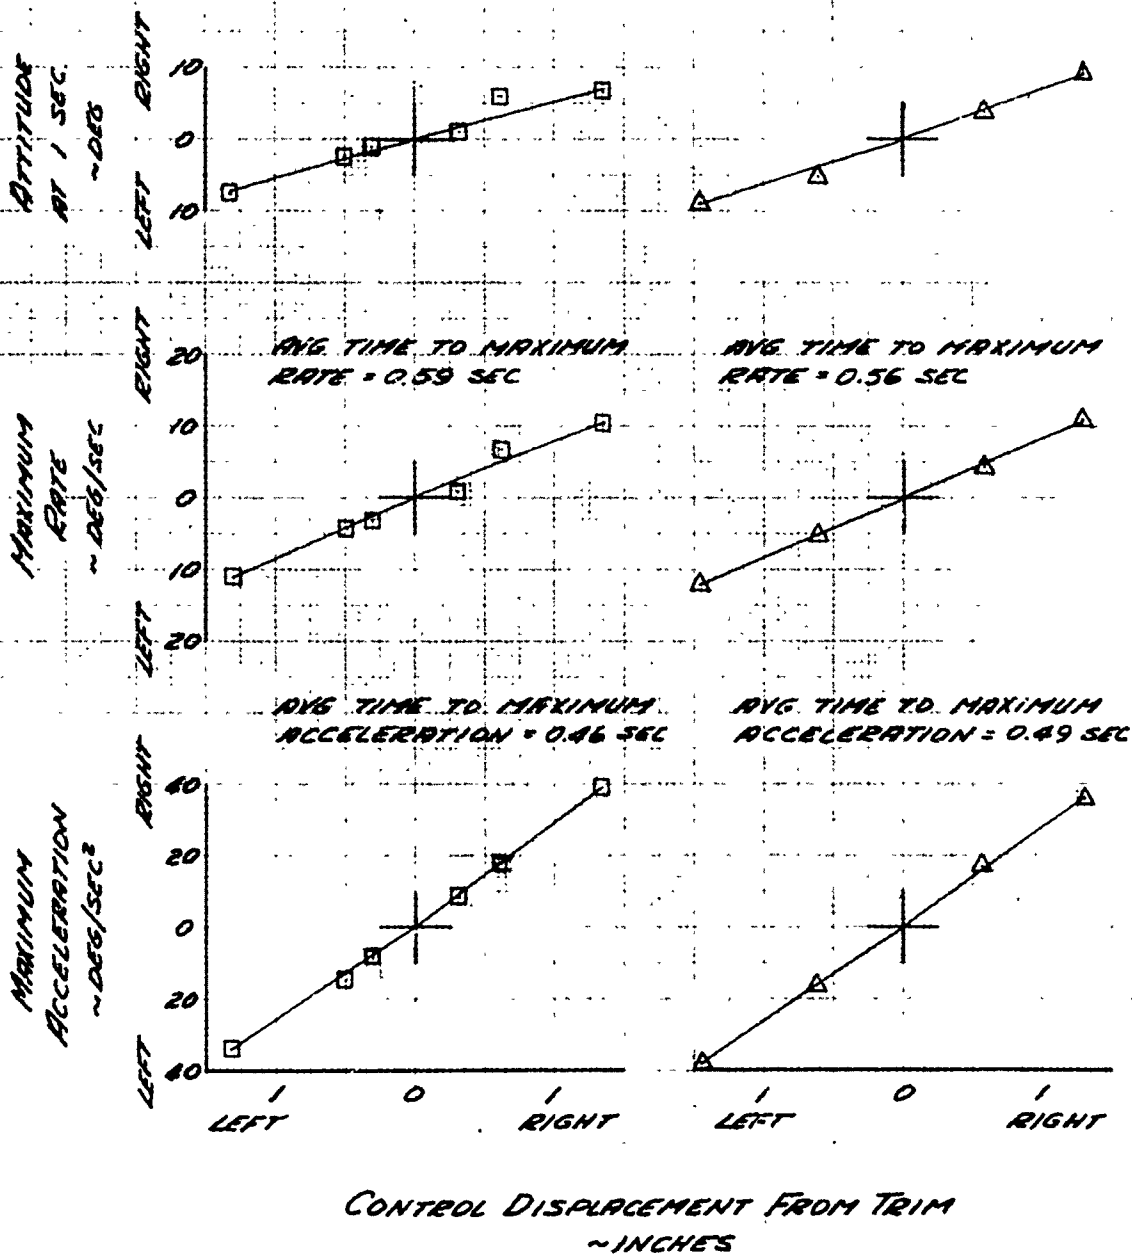 ATTITUDE
AT 1 SEC.
~DEG
LEFT RIGHT
10
0
10
MAXIMUM
RATE
~DEG/SEC
LEFT RIGHT
20
10
0
10
20
AVG TIME TO MAXIMUM
RATE = 0.59 SEC
AVG TIME TO MAXIMUM
RATE = 0.56 SEC
MAXIMUM
ACCELERATION
~DEG/SEC²
LEFT RIGHT
40
20
0
20
40
AVG TIME TO MAXIMUM
ACCELERATION = 0.46 SEC
AVG TIME TO MAXIMUM
ACCELERATION = 0.49 SEC
1 0 1
LEFT RIGHT
1 0 1
LEFT RIGHT
CONTROL DISPLACEMENT FROM TRIM
~INCHES